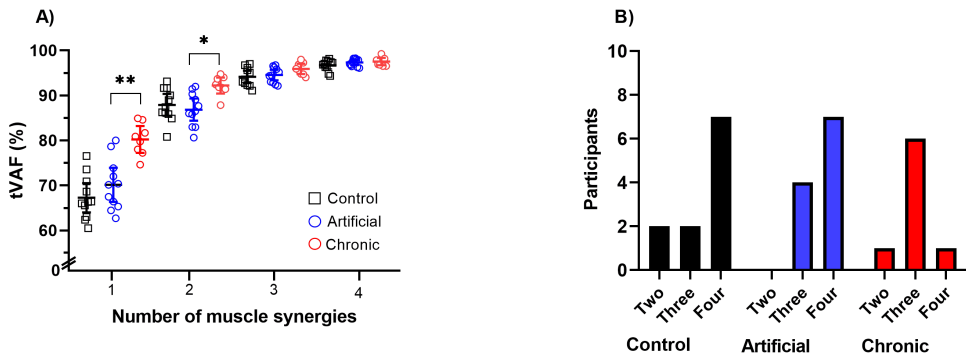 A)
tVAF (%)
100
90
80
70
60
0
**
*
Control
Artificial
Chronic
1
2
3
4
Number of muscle synergies
B)
Participants
10
8
6
4
2
0
Two Three Four Two Three Four Two Three Four
Control Artificial Chronic